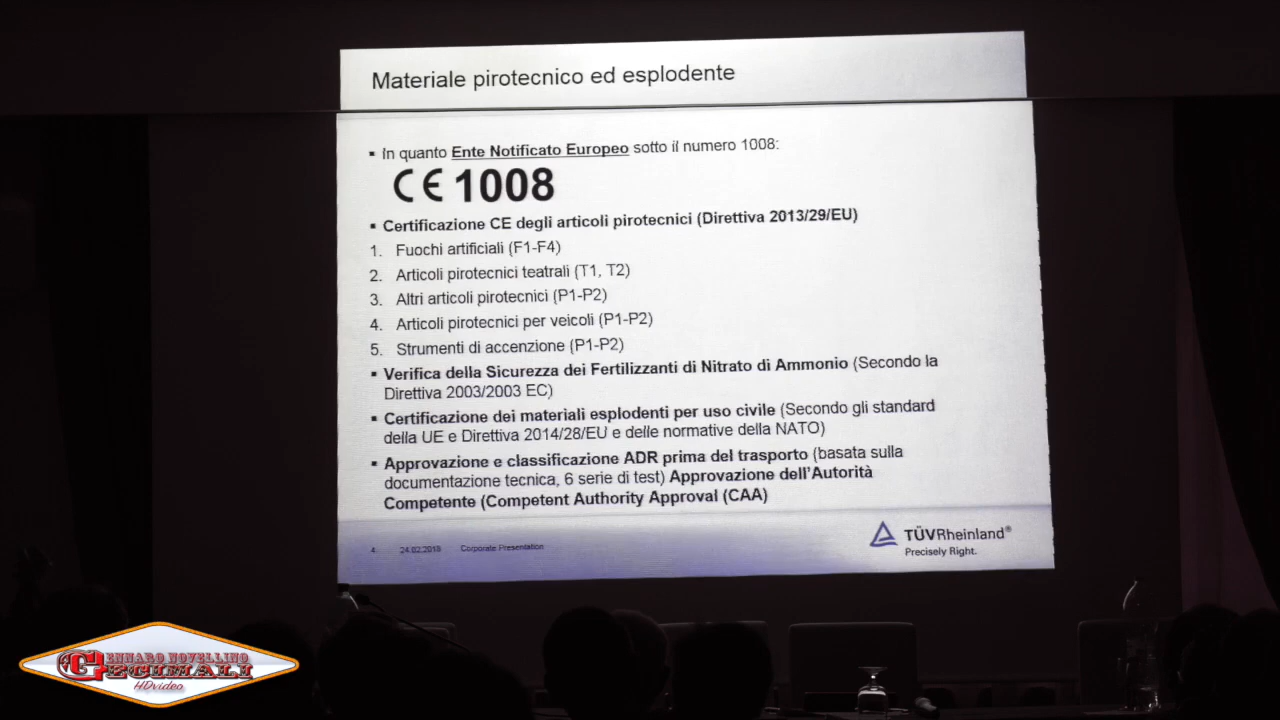 Materiale pirotecnico ed esplodente
▪ In quanto Ente Notificato Europeo sotto il numero 1008:
CE 1008
▪ Certificazione CE degli articoli pirotecnici (Direttiva 2013/29/EU)
1. Fuochi artificiali (F1-F4)
2. Articoli pirotecnici teatrali (T1, T2)
3. Altri articoli pirotecnici (P1-P2)
4. Articoli pirotecnici per veicoli (P1-P2)
5. Strumenti di accenzione (P1-P2)
▪ Verifica della Sicurezza dei Fertilizzanti di Nitrato di Ammonio (Secondo la
Direttiva 2003/2003 EC)
▪ Certificazione dei materiali esplodenti per uso civile (Secondo gli standard
della UE e Direttiva 2014/28/EU e delle normative della NATO)
▪ Approvazione e classificazione ADR prima del trasporto (basata sulla
documentazione tecnica, 6 serie di test) Approvazione dell'Autorità
Competente (Competent Authority Approval (CAA)
4. 24.02.2018 Corporate Presentation
TÜVRheinland®
Precisely Right.
GENNARO NOVELLINO
GECUMALI
HDvideo